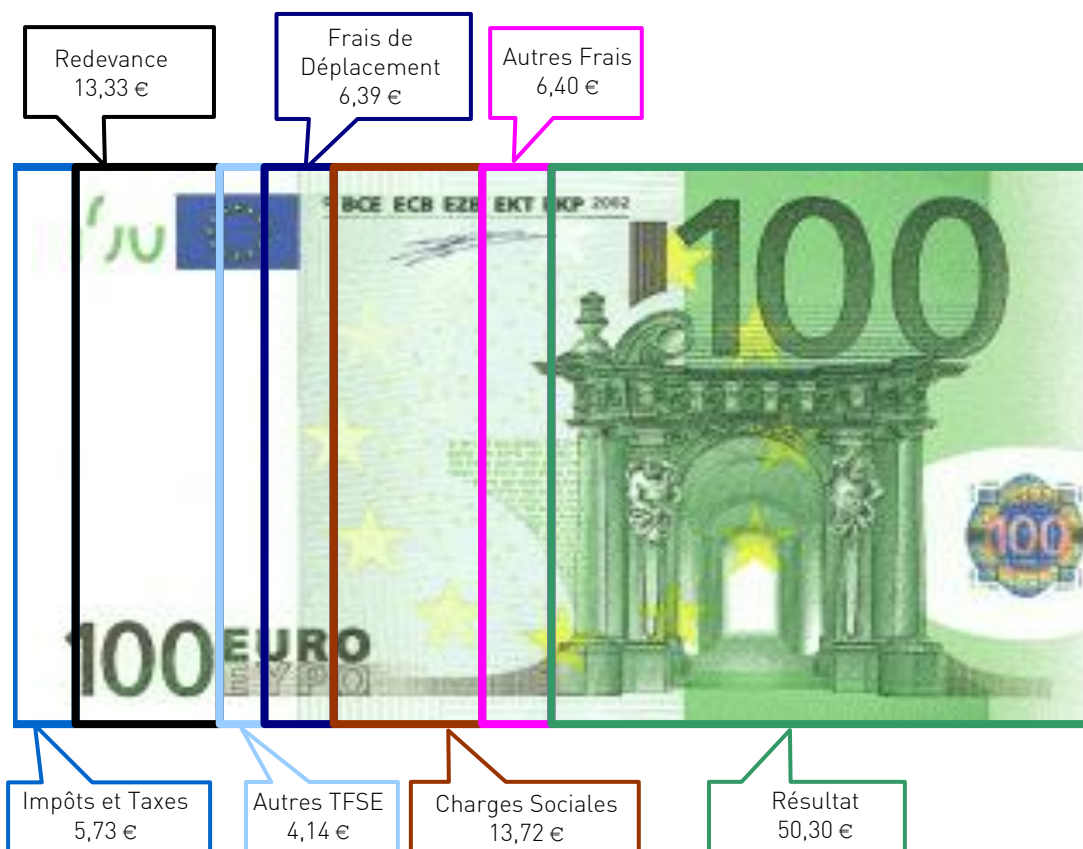 Redevance
13,33 €
Frais de
Déplacement
6,39 €
Autres Frais
6,40 €
BCE ECB EZB EKT EKP 2002
100
100
100 EURO
ΕΥΡΩ
Impôts et Taxes
5,73 €
Autres TFSE
4,14 €
Charges Sociales
13,72 €
Résultat
50,30 €